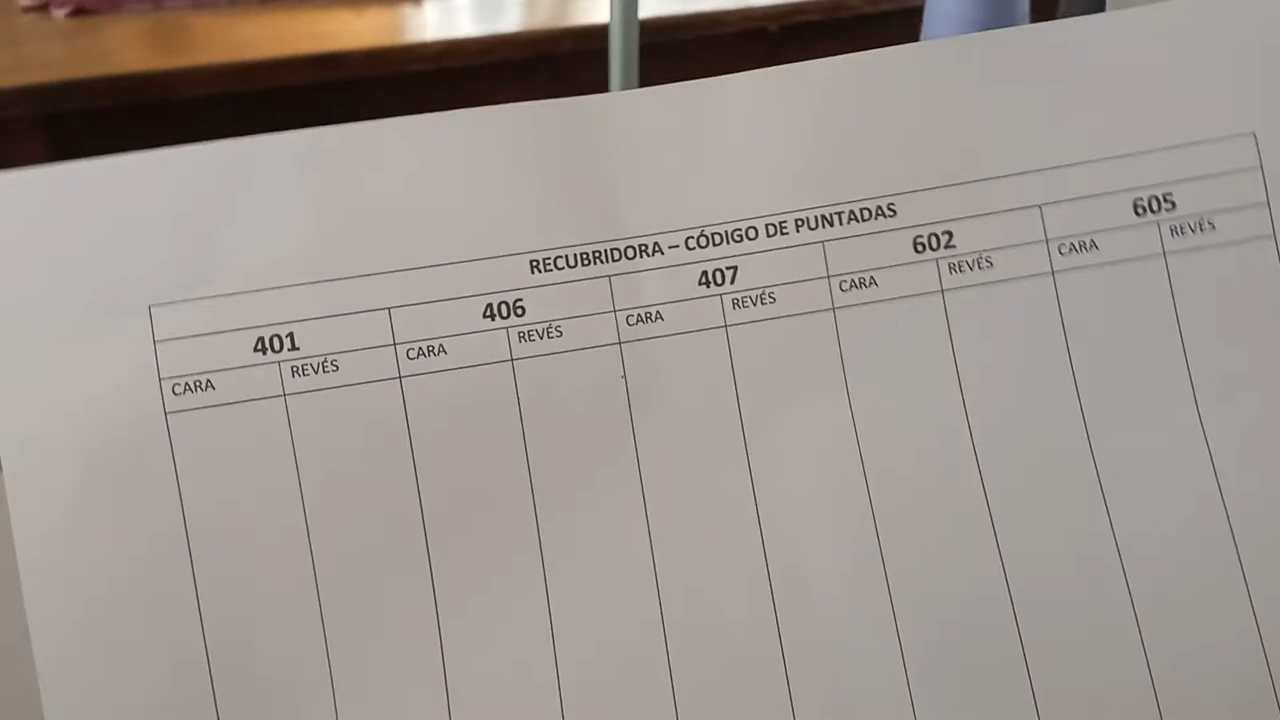 RECUBRIDORA – CÓDIGO DE PUNTADAS
401 406 407 602 605
CARA REVÉS CARA REVÉS CARA REVÉS CARA REVÉS CARA REVÉS